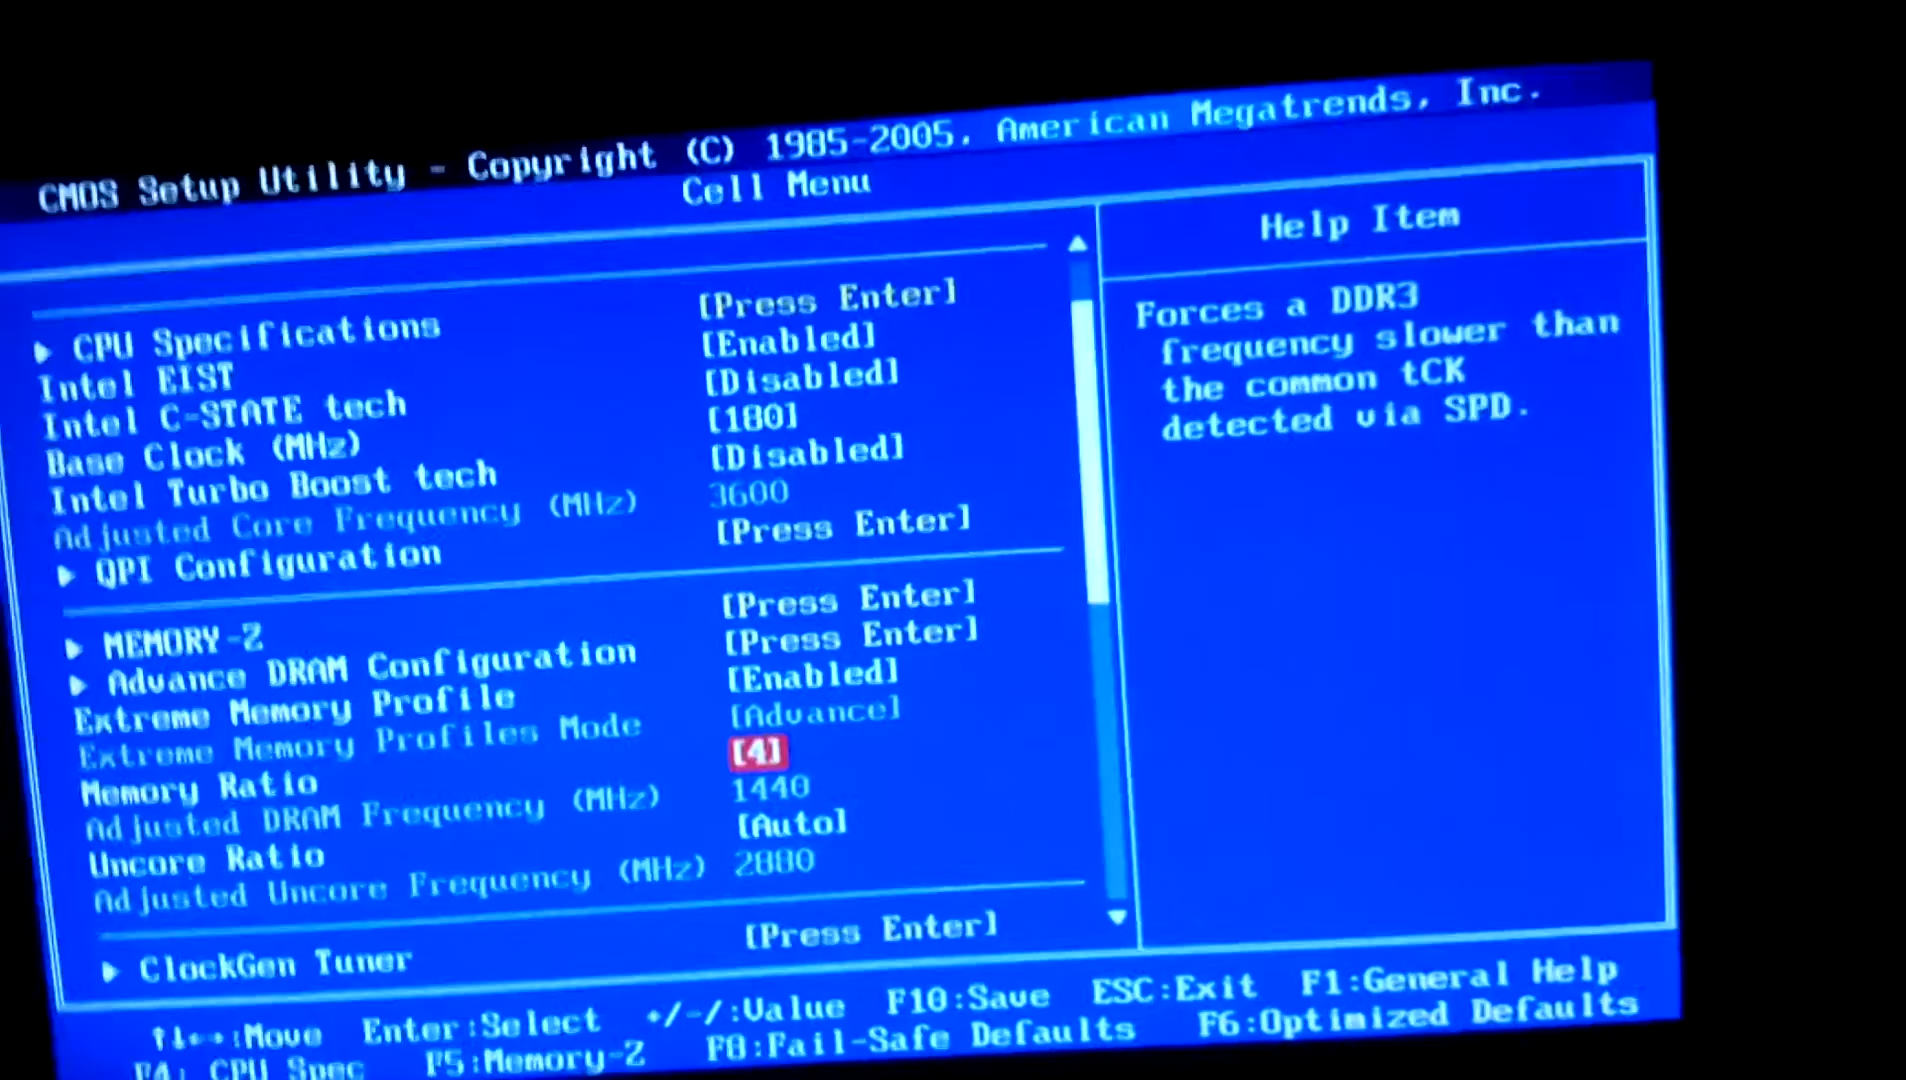 CMOS Setup Utility - Copyright (C) 1985-2005, American Megatrends, Inc.
Cell Menu
Help Item
CPU Specifications [Press Enter]
Intel EIST [Enabled]
Intel C-STATE tech [Disabled]
Base Clock (MHz) [180]
Intel Turbo Boost tech [Disabled]
Adjusted Core Frequency (MHz) 3600
QPI Configuration [Press Enter]
MEMORY-Z [Press Enter]
Advance DRAM Configuration [Press Enter]
Extreme Memory Profile [Enabled]
Extreme Memory Profiles Mode [Advance]
Memory Ratio [4]
Adjusted DRAM Frequency (MHz) 1440
Uncore Ratio [Auto]
Adjusted Uncore Frequency (MHz) 2880
ClockGen Tuner [Press Enter]
Forces a DDR3
frequency slower than
the common tCK
detected via SPD.
↑↓←→:Move Enter:Select +/-/:Value F10:Save ESC:Exit F1:General Help
F4: CPU Spec F5:Memory-Z F8:Fail-Safe Defaults F6:Optimized Defaults